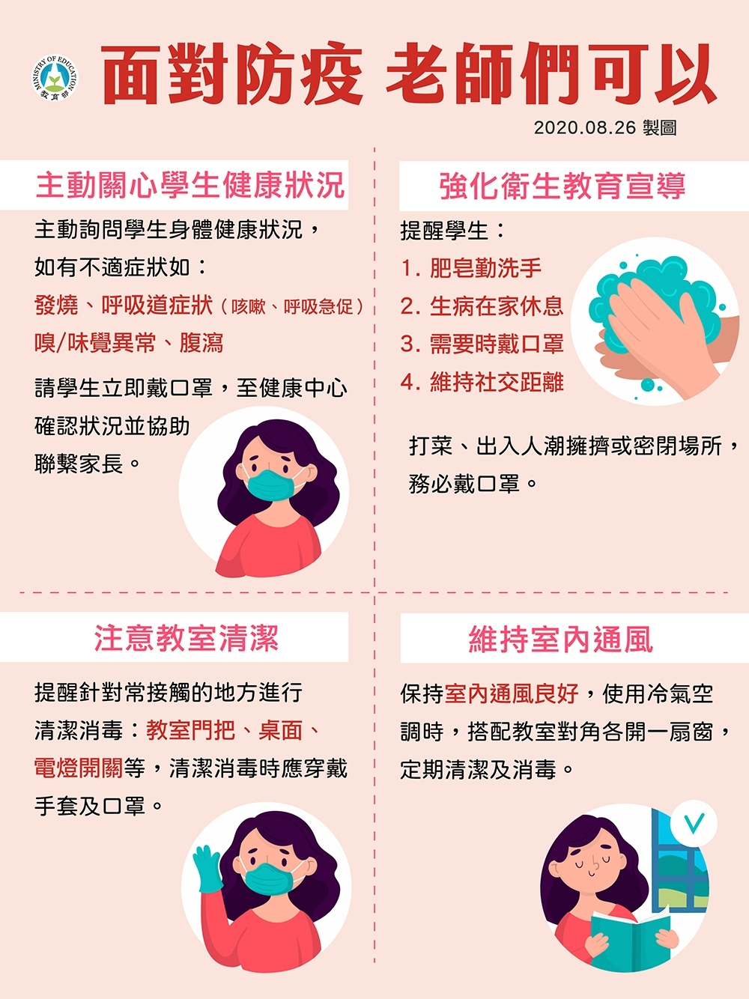 MINISTRY OF EDUCATION
教育部
面對防疫 老師們可以
2020.08.26 製圖
主動關心學生健康狀況
主動詢問學生身體健康狀況，
如有不適症狀如：
發燒、呼吸道症狀（咳嗽、呼吸急促）
嗅/味覺異常、腹瀉
請學生立即戴口罩，至健康中心
確認狀況並協助
聯繫家長。
強化衛生教育宣導
提醒學生：
1. 肥皂勤洗手
2. 生病在家休息
3. 需要時戴口罩
4. 維持社交距離
打菜、出入人潮擁擠或密閉場所，
務必戴口罩。
注意教室清潔
提醒針對常接觸的地方進行
清潔消毒：教室門把、桌面、
電燈開關等，清潔消毒時應穿戴
手套及口罩。
維持室內通風
保持室內通風良好，使用冷氣空
調時，搭配教室對角各開一扇窗，
定期清潔及消毒。